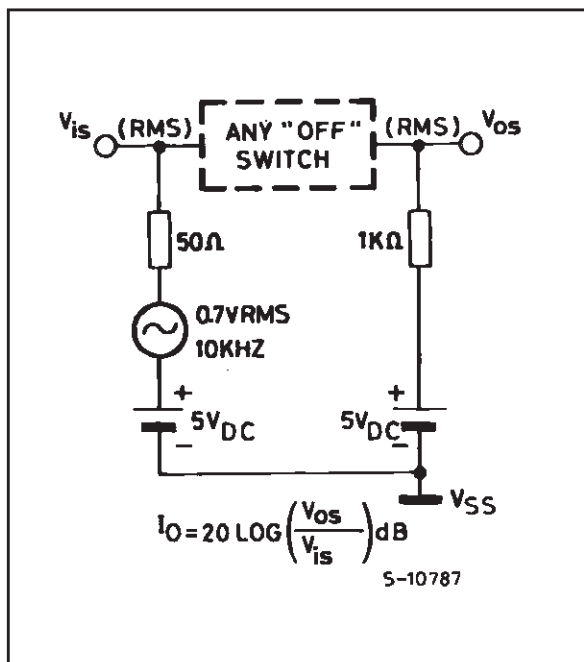 Vis
(RMS)
ANY "OFF"
SWITCH
(RMS)
Vos
50Ω
1KΩ
0.7VRMS
10KHZ
+
5VDC
-
+
5VDC
-
VSS
IO=20 LOG(Vos/Vis)dB
S-10787